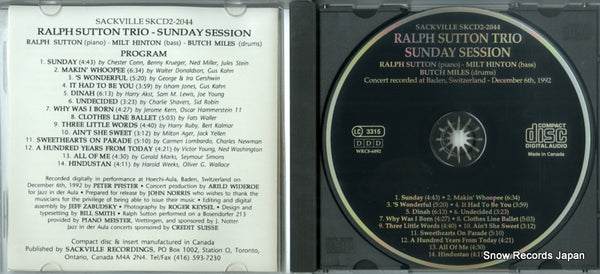 SACKVILLE SKCD2-2044
RALPH SUTTON TRIO - SUNDAY SESSION
RALPH SUTTON (piano) - MILT HINTON (bass) - BUTCH MILES (drums)
PROGRAM
1. SUNDAY (4:43) by Chester Conn, Benny Krueger, Ned Miller, Jules Stein
2. MAKIN' WHOOPEE (6:34) by Walter Donaldson, Gus Kahn
3. 'S WONDERFUL (5:20) by George & Ira Gershwin
4. IT HAD TO BE YOU (3:59) by Isham Jones, Gus Kahn
5. DINAH (6:13) by Harry Akst, Sam M. Lewis, Joe Young
6. UNDECIDED (3:23) by Charlie Shavers, Sid Robin
7. WHY WAS I BORN (4:27) by Jerome Kern, Oscar Hammerstein 11
8. CLOTHES LINE BALLET (5:03) by Fats Waller
9. THREE LITTLE WORDS (4:40) by Harry Ruby, Bert Kalmar
10. AIN'T SHE SWEET (3:12) by Milton Ager, Jack Yellen
11. SWEETHEARTS ON PARADE (5:10) by Carmen Lombardo, Charles Newman
12. A HUNDRED YEARS FROM TODAY (4:21) by Victor Young, Ned Washington
13. ALL OF ME (4:30) by Gerald Marks, Seymour Simons
14. HINDUSTAN (4:11) by Harold Weeks, Oliver G. Wallace
Recorded digitally in performance at Hoechi-Aula, Baden, Switzerland on
December 6th, 1992 by PETER PFISTER • Concert production by ARILD WIDEROE
for Jazz in der Aula • Prepared for release by JOHN NORRIS who wishes to thank the
musicians for the privilege of being able to issue their music • Editing and digital
assembly by JEFF ZABUDSKY • Photography by ROGER KEYSEL • Design and
typesetting by BILL SMITH • Ralph Sutton performed on a Bosendorfer 213
provided by PIANO MEISTER, Wettingen, and serviced by J. Notter
Jazz in der Aula concerts sponsored by CREDIT SUISSE
Compact disc & insert manufactured in Canada
Published by SACKVILLE RECORDINGS, PO Box 1002, Station O, Toronto,
Ontario, Canada M4A 2N4. Tel/Fax (416) 593-7230
SACKVILLE SKCD2-2044
RALPH SUTTON TRIO
SUNDAY SESSION
RALPH SUTTON (piano) - MILT HINTON (bass)
BUTCH MILES (drums)
Concert recorded at Baden, Switzerland - December 6th, 1992
LC 3315
DDD
WRC8-6892
COMPACT
disc
DIGITAL AUDIO
Made in Canada
1. Sunday (4:43) • 2. Makin' Whoopee (6:34)
3. 'S Wonderful (5:20) • 4. It Had To Be You (3:59)
5. Dinah (6:13) • 6. Undecided (3:23)
7. Why Was I Born (4:27) • 8. Clothes Line Ballet (5:03)
9. Three Little Words (4:40) • 10. Ain't She Sweet (3:12)
11. Sweethearts On Parade (5:10)
12. A Hundred Years From Today (4:21)
13. All Of Me (4:30)
14. Hindustan (4:11)
Snow Records Japan